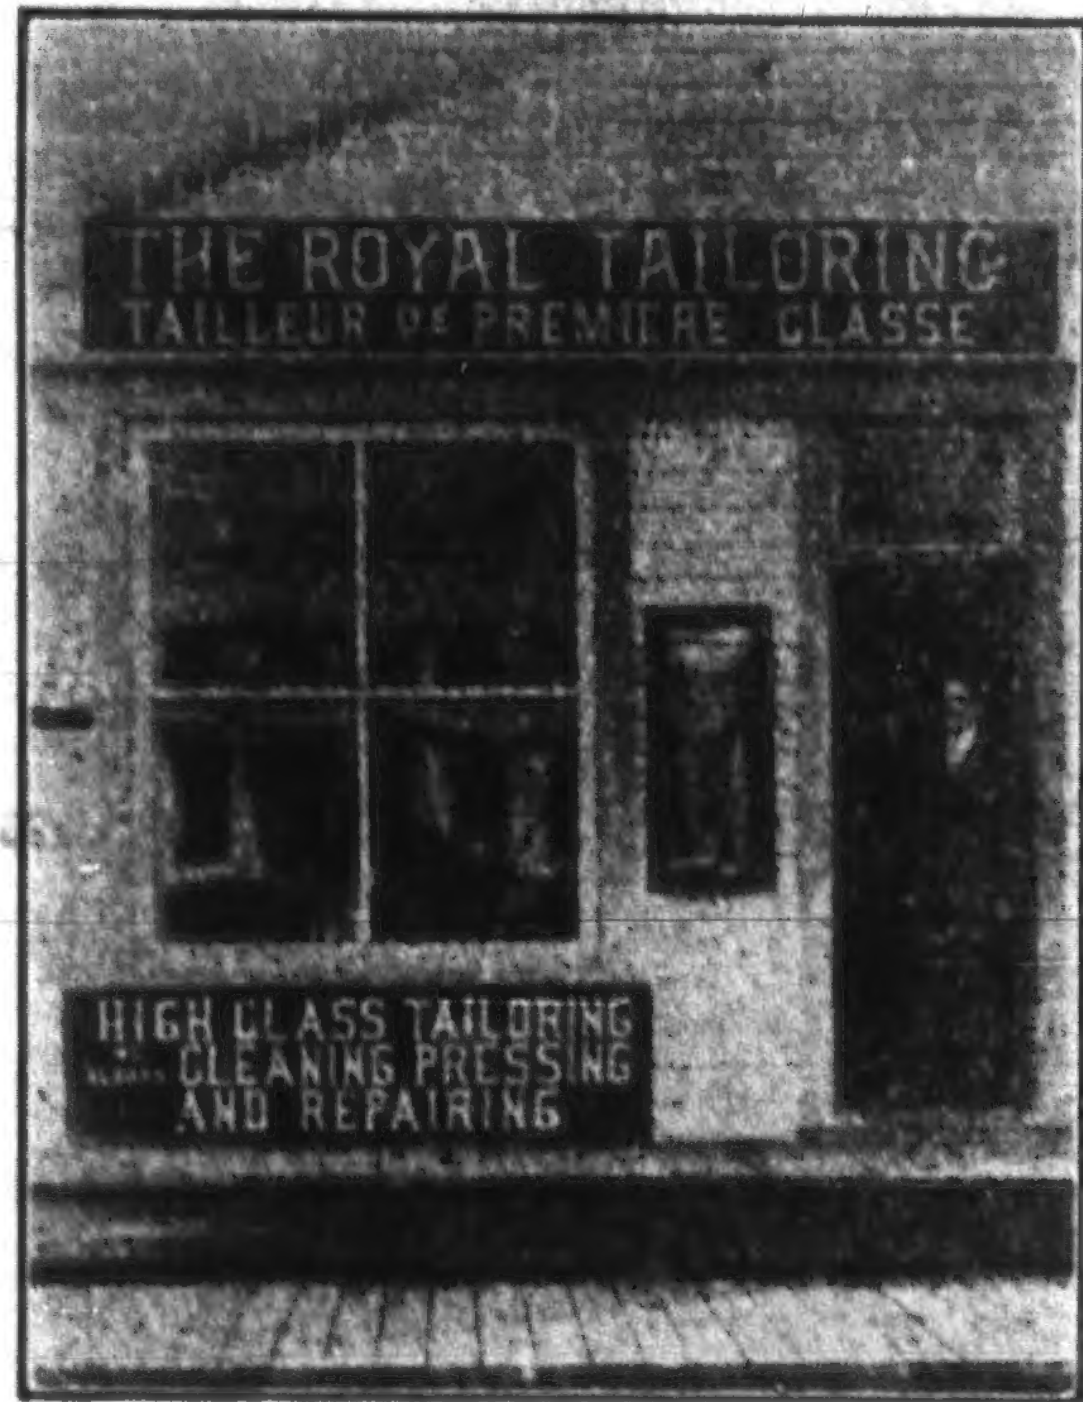 THE ROYAL TAILORING
TAILLEUR DE PREMIERE CLASSE
HIGH CLASS TAILORING
CLEANING PRESSING
AND REPAIRING